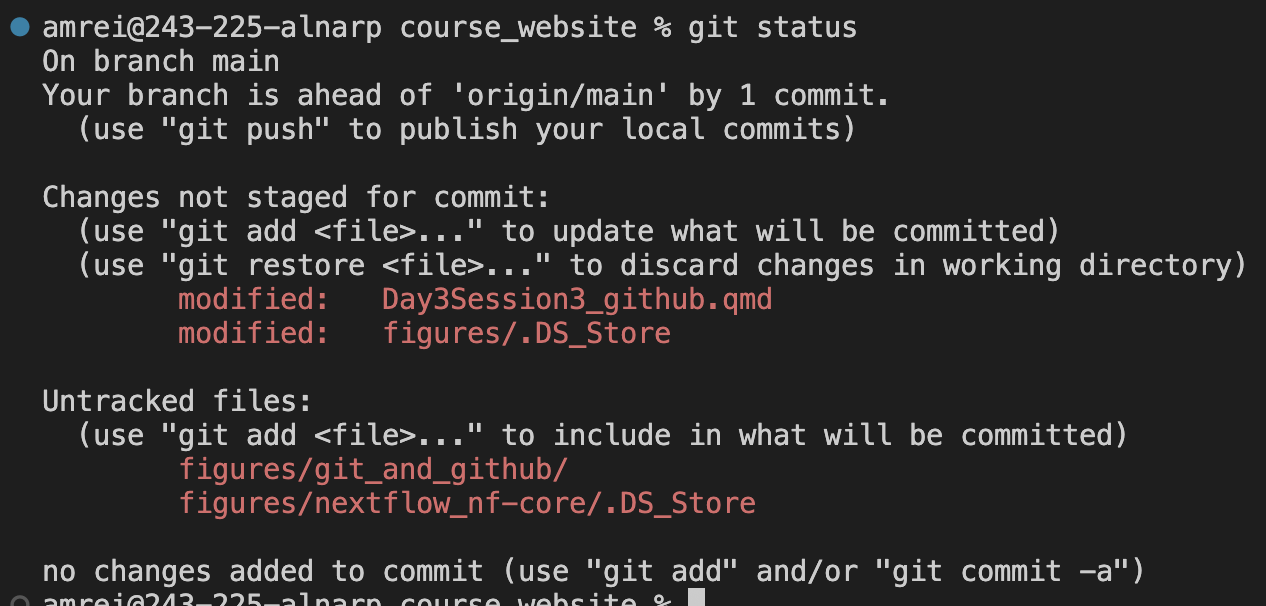 amrei@243-225-alnarp course_website % git status
On branch main
Your branch is ahead of 'origin/main' by 1 commit.
  (use "git push" to publish your local commits)

Changes not staged for commit:
  (use "git add <file>..." to update what will be committed)
  (use "git restore <file>..." to discard changes in working directory)
        modified:   Day3Session3_github.qmd
        modified:   figures/.DS_Store

Untracked files:
  (use "git add <file>..." to include in what will be committed)
        figures/git_and_github/
        figures/nextflow_nf-core/.DS_Store

no changes added to commit (use "git add" and/or "git commit -a")
amrei@243-225-alnarp course_website %